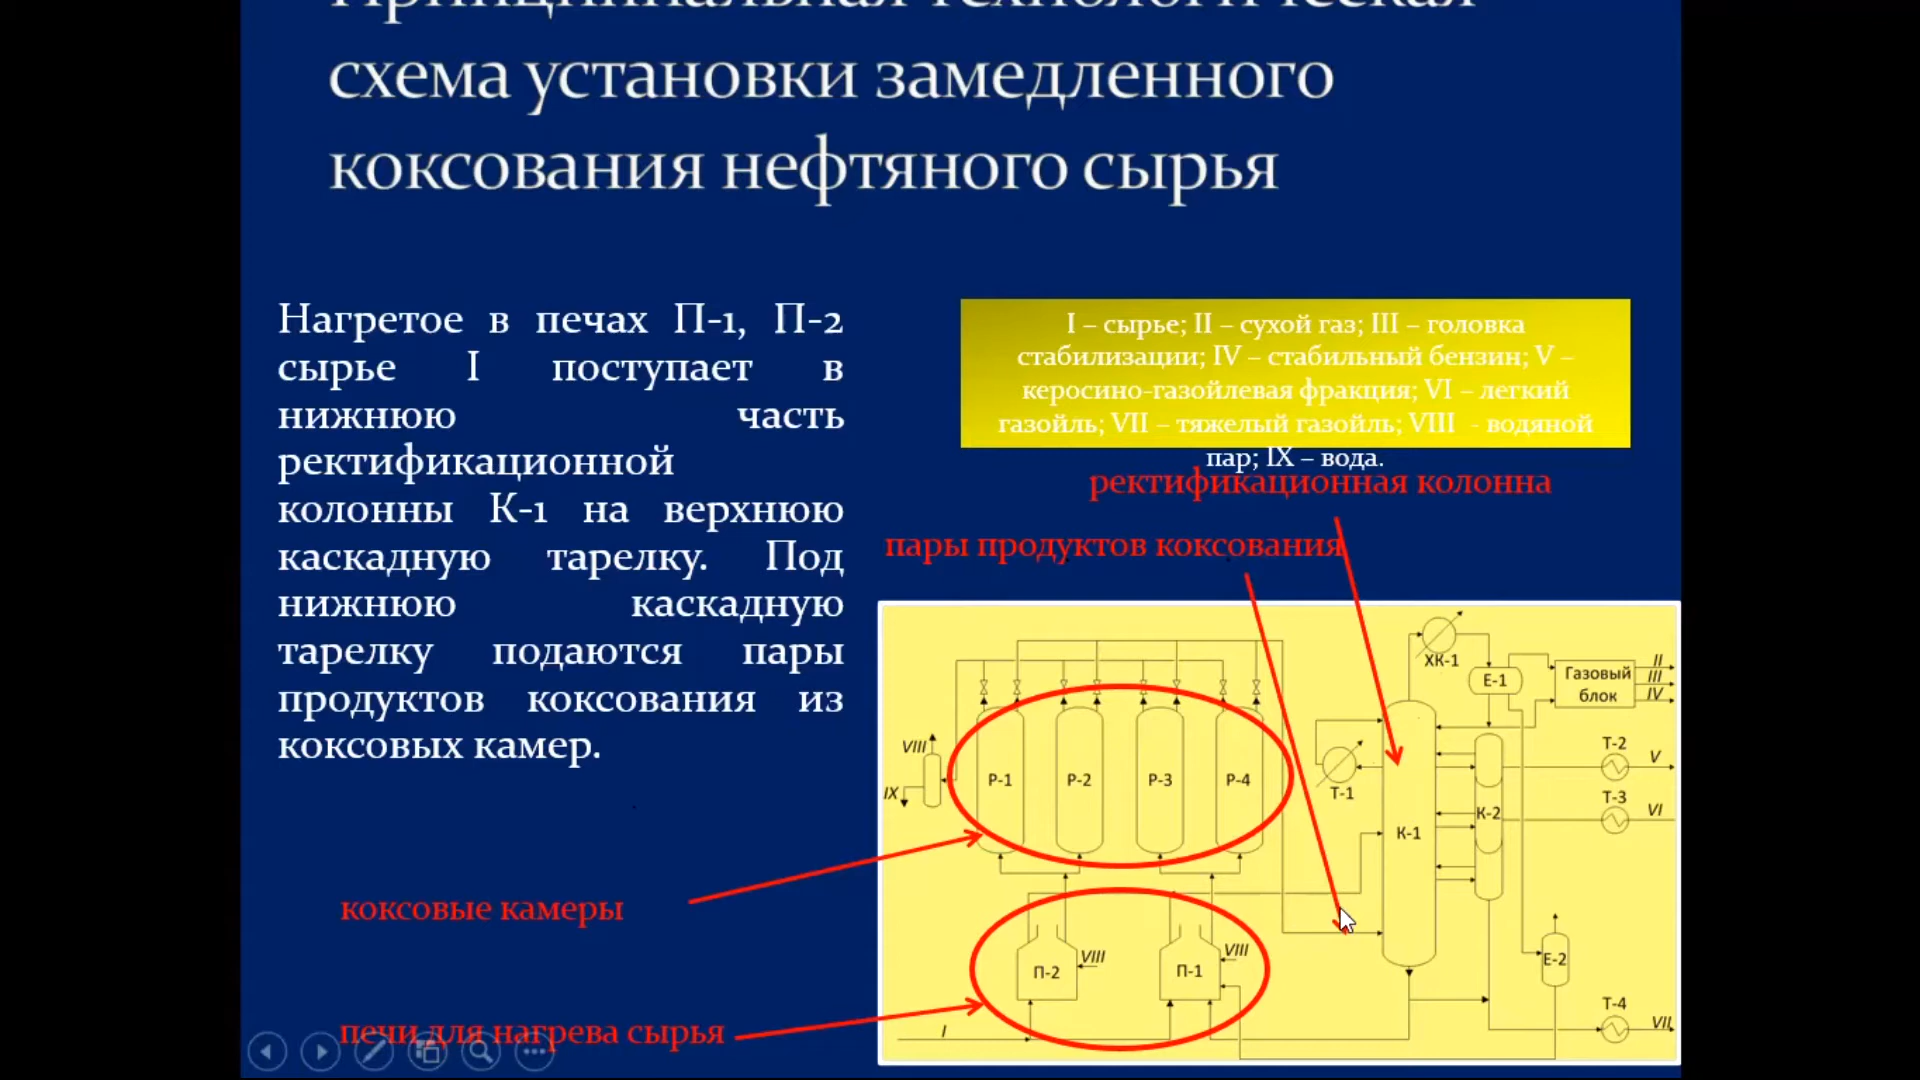 Принципиальная технологическая
схема установки замедленного
коксования нефтяного сырья
Нагретое в печах П-1, П-2
сырье I поступает в
нижнюю часть
ректификационной
колонны К-1 на верхнюю
каскадную тарелку. Под
нижнюю каскадную
тарелку подаются пары
продуктов коксования из
коксовых камер.
I – сырье; II – сухой газ; III – головка
стабилизации; IV – стабильный бензин; V –
керосино-газойлевая фракция; VI – легкий
газойль; VII – тяжелый газойль; VIII - водяной
пар; IX – вода.
ректификационная колонна
пары продуктов коксования
коксовые камеры
печи для нагрева сырья
ХК-1
Е-1
Газовый
блок
II
III
IV
VIII
IX
Р-1
Р-2
Р-3
Р-4
Т-1
К-1
К-2
Т-2
V
Т-3
VI
П-2
VIII
П-1
VIII
Е-2
Т-4
VII
I